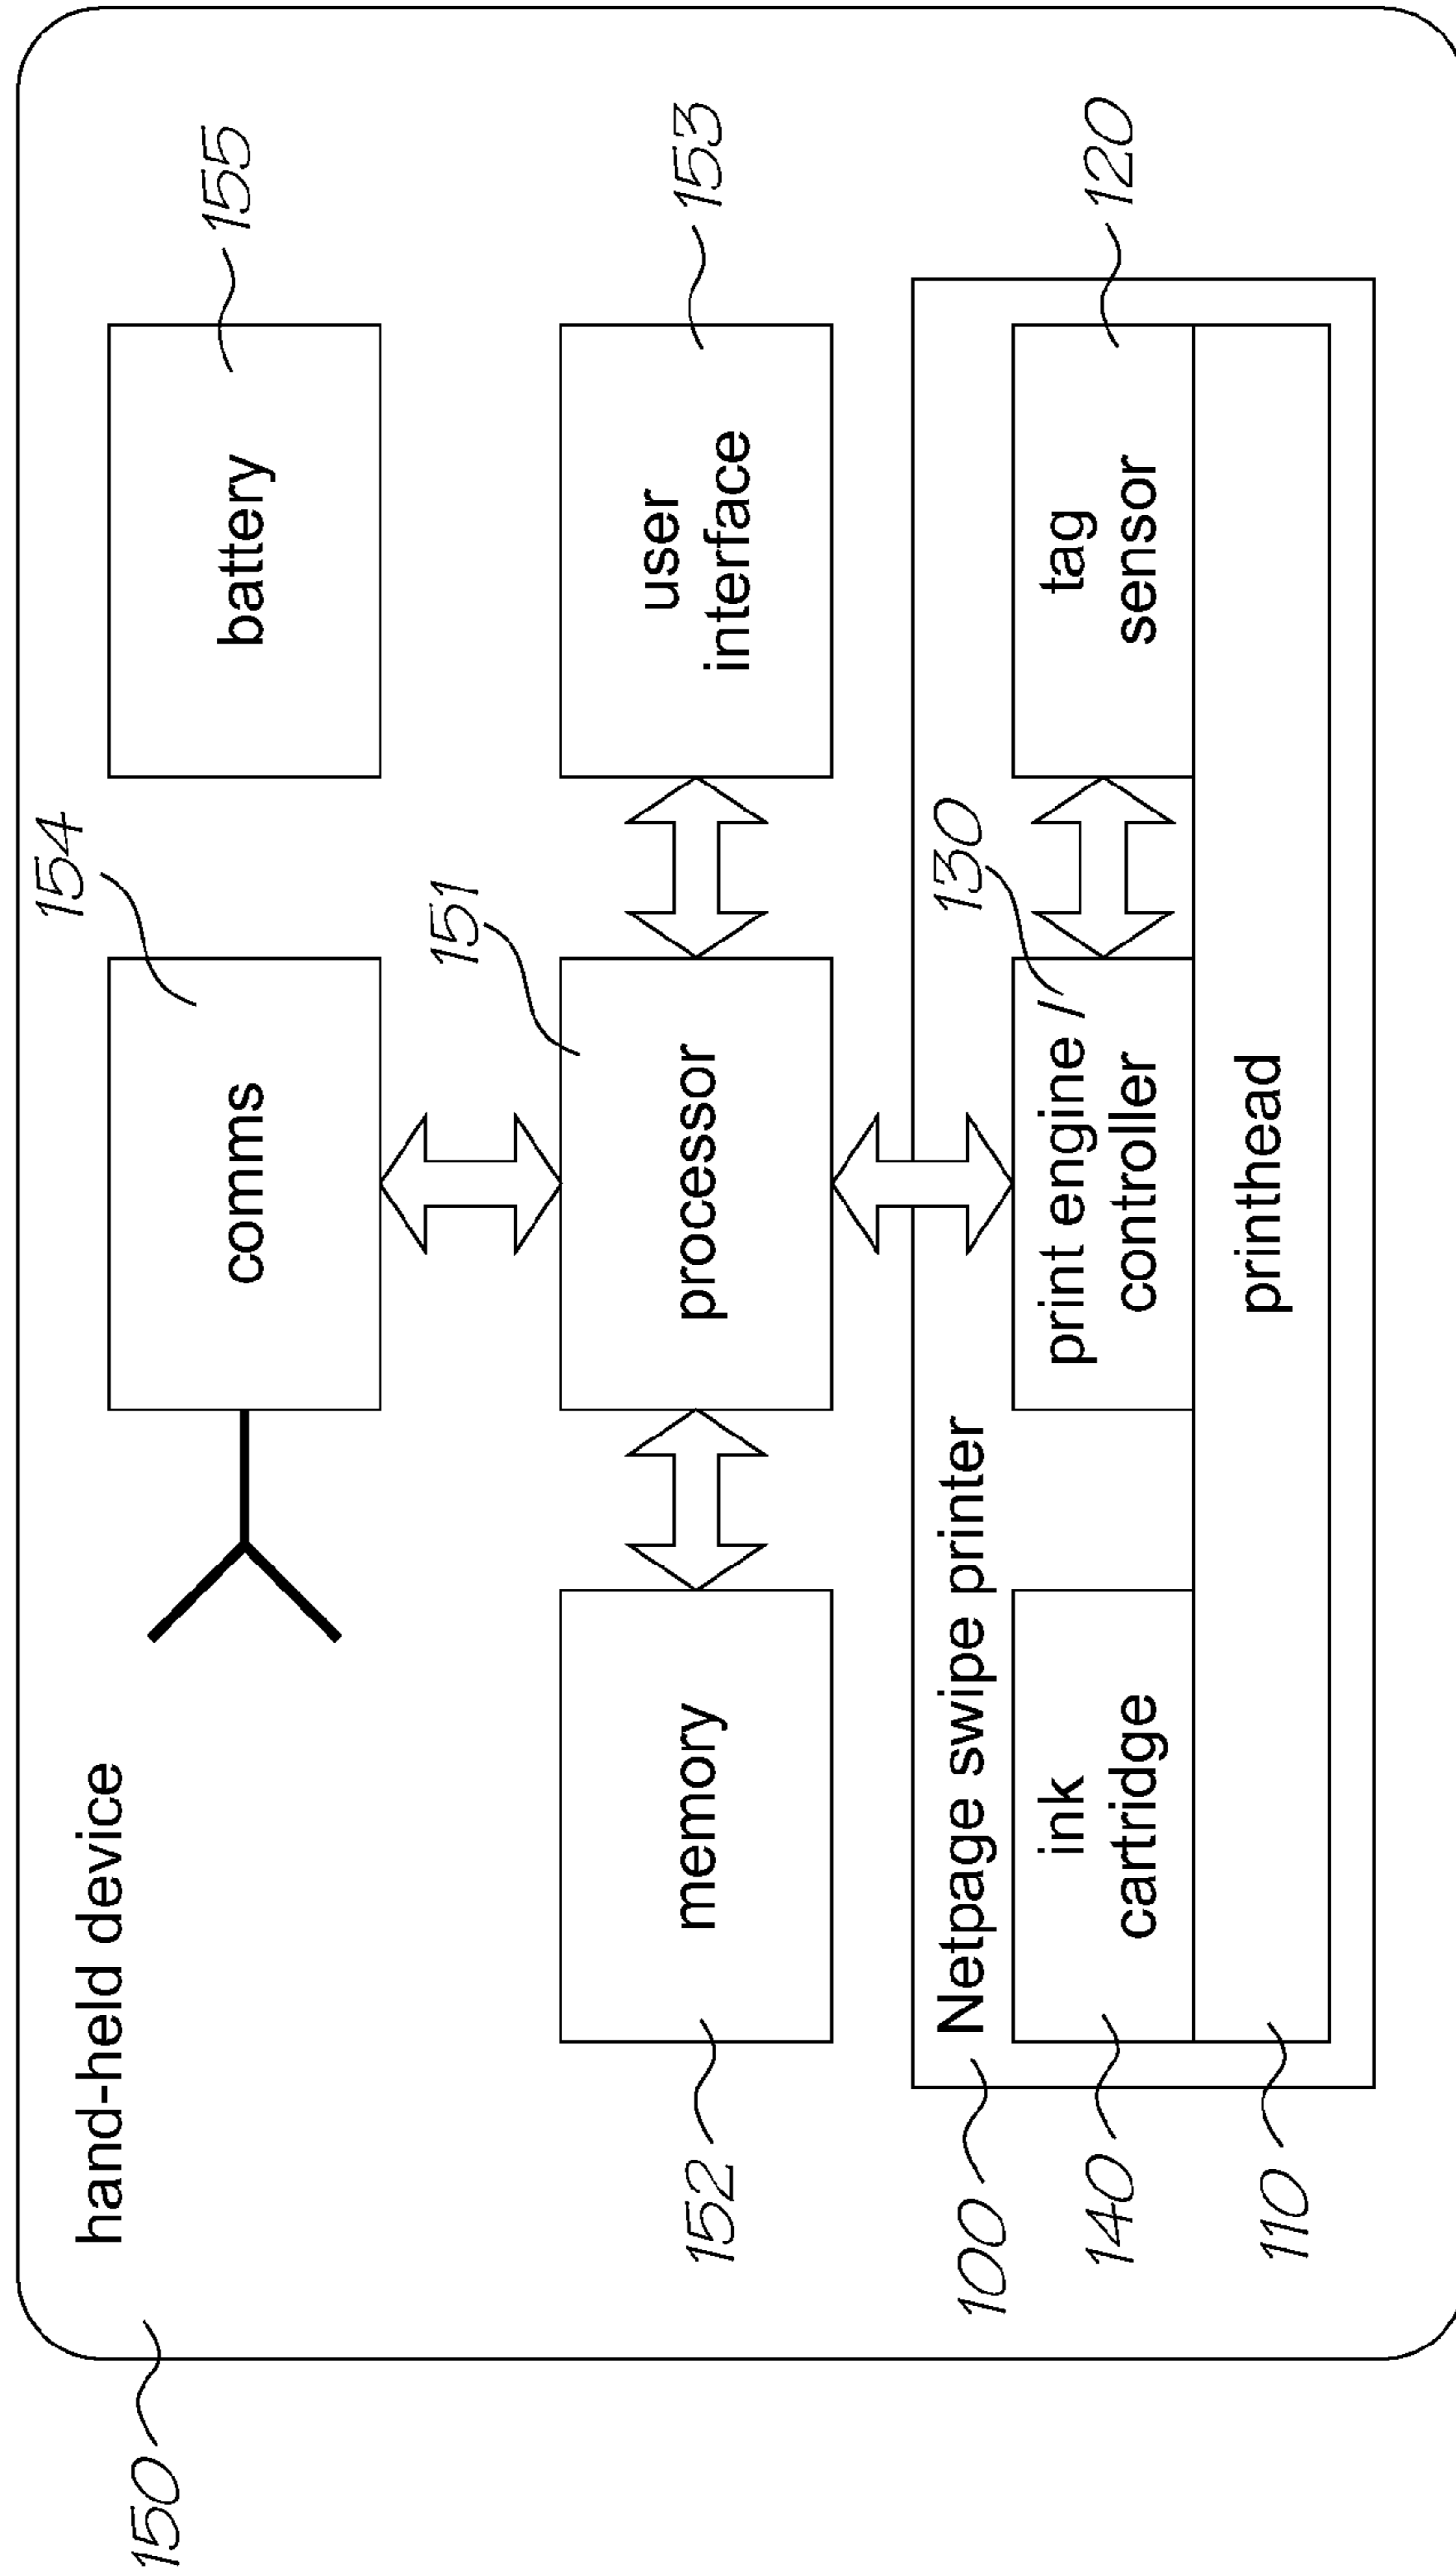 150
hand-held device
154
155
comms
battery
151
152
memory
processor
user
interface
153
100
Netpage swipe printer
130
140
ink
cartridge
print engine /
controller
tag
sensor
120
110
printhead